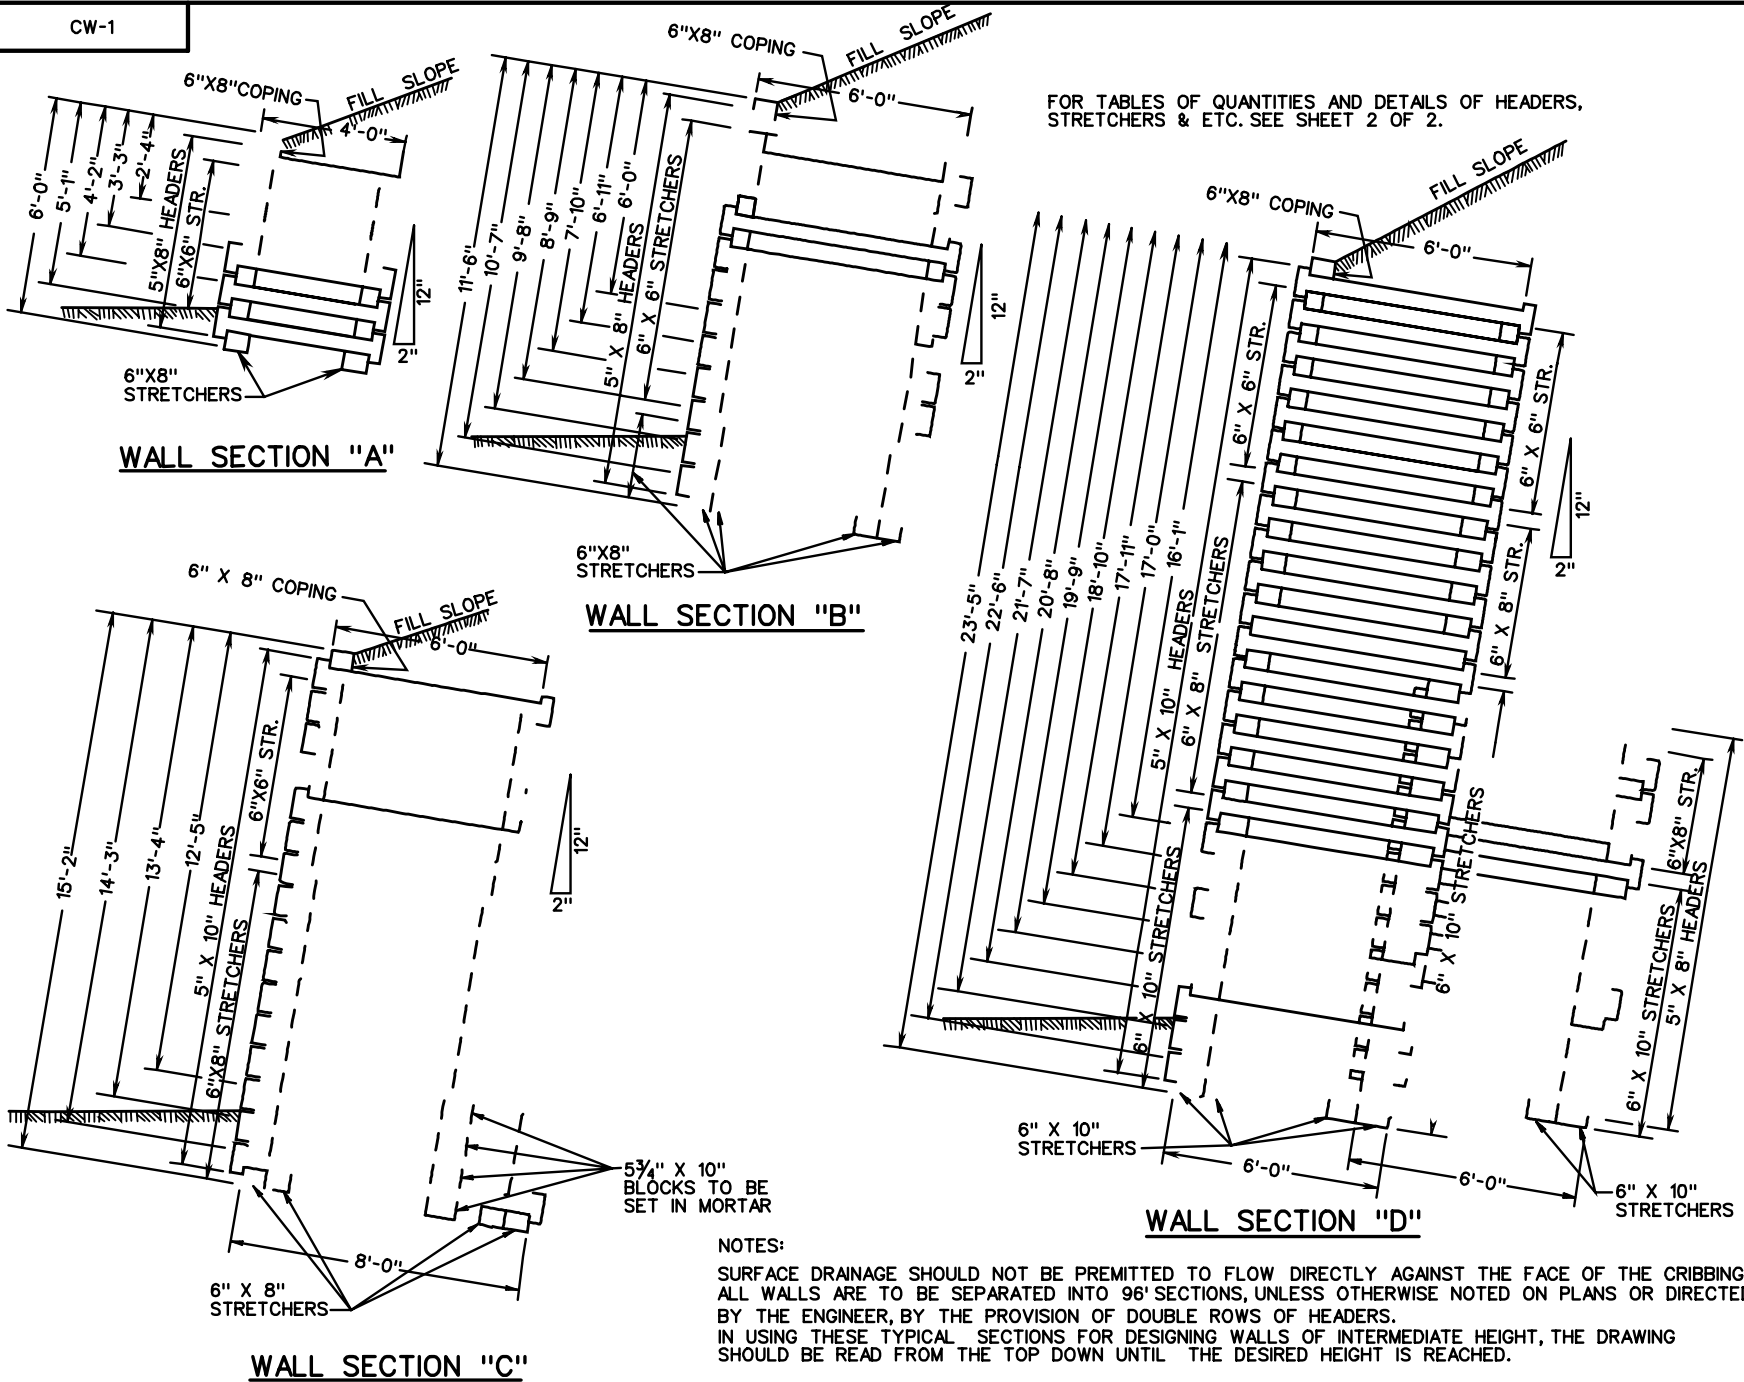 CW-1
6"X8"COPING
FILL SLOPE
4'-0"
6'-0"
5'-1"
4'-2"
3'-3"
2'-4"
5"X8" HEADERS
6"X6" STR.
12"
2"
6"X8"
STRETCHERS
WALL SECTION "A"
6"X8" COPING
FILL SLOPE
6'-0"
11'-6"
10'-7"
9'-8"
8'-9"
7'-10"
6'-11"
6'-0"
5" X 8" HEADERS
6" X 6" STRETCHERS
12"
2"
6"X8"
STRETCHERS
WALL SECTION "B"
FOR TABLES OF QUANTITIES AND DETAILS OF HEADERS,
STRETCHERS & ETC. SEE SHEET 2 OF 2.
6" X 8" COPING
FILL SLOPE
6'-0"
15'-2"
14'-3"
13'-4"
12'-5"
5" X 10" HEADERS
6"X6" STR.
6"X8" STRETCHERS
12"
2"
5¾" X 10"
BLOCKS TO BE
SET IN MORTAR
8'-0"
6" X 8"
STRETCHERS
WALL SECTION "C"
6"X8" COPING
FILL SLOPE
6'-0"
23'-5"
22'-6"
21'-7"
20'-8"
19'-9"
18'-10"
17'-11"
17'-0"
16'-1"
5" X 10" HEADERS
6" X 6" STR.
6" X 8" STRETCHERS
6" X 10" STRETCHERS
6" X 6" STR.
6" X 8" STR.
6" X 10" STRETCHERS
12"
2"
6"X8" STR.
6" X 10" STRETCHERS
5" X 8" HEADERS
6" X 10"
STRETCHERS
6'-0"
6'-0"
6" X 10"
STRETCHERS
WALL SECTION "D"
NOTES:
SURFACE DRAINAGE SHOULD NOT BE PREMITTED TO FLOW DIRECTLY AGAINST THE FACE OF THE CRIBBING
ALL WALLS ARE TO BE SEPARATED INTO 96' SECTIONS, UNLESS OTHERWISE NOTED ON PLANS OR DIRECTED
BY THE ENGINEER, BY THE PROVISION OF DOUBLE ROWS OF HEADERS.
IN USING THESE TYPICAL SECTIONS FOR DESIGNING WALLS OF INTERMEDIATE HEIGHT, THE DRAWING
SHOULD BE READ FROM THE TOP DOWN UNTIL THE DESIRED HEIGHT IS REACHED.